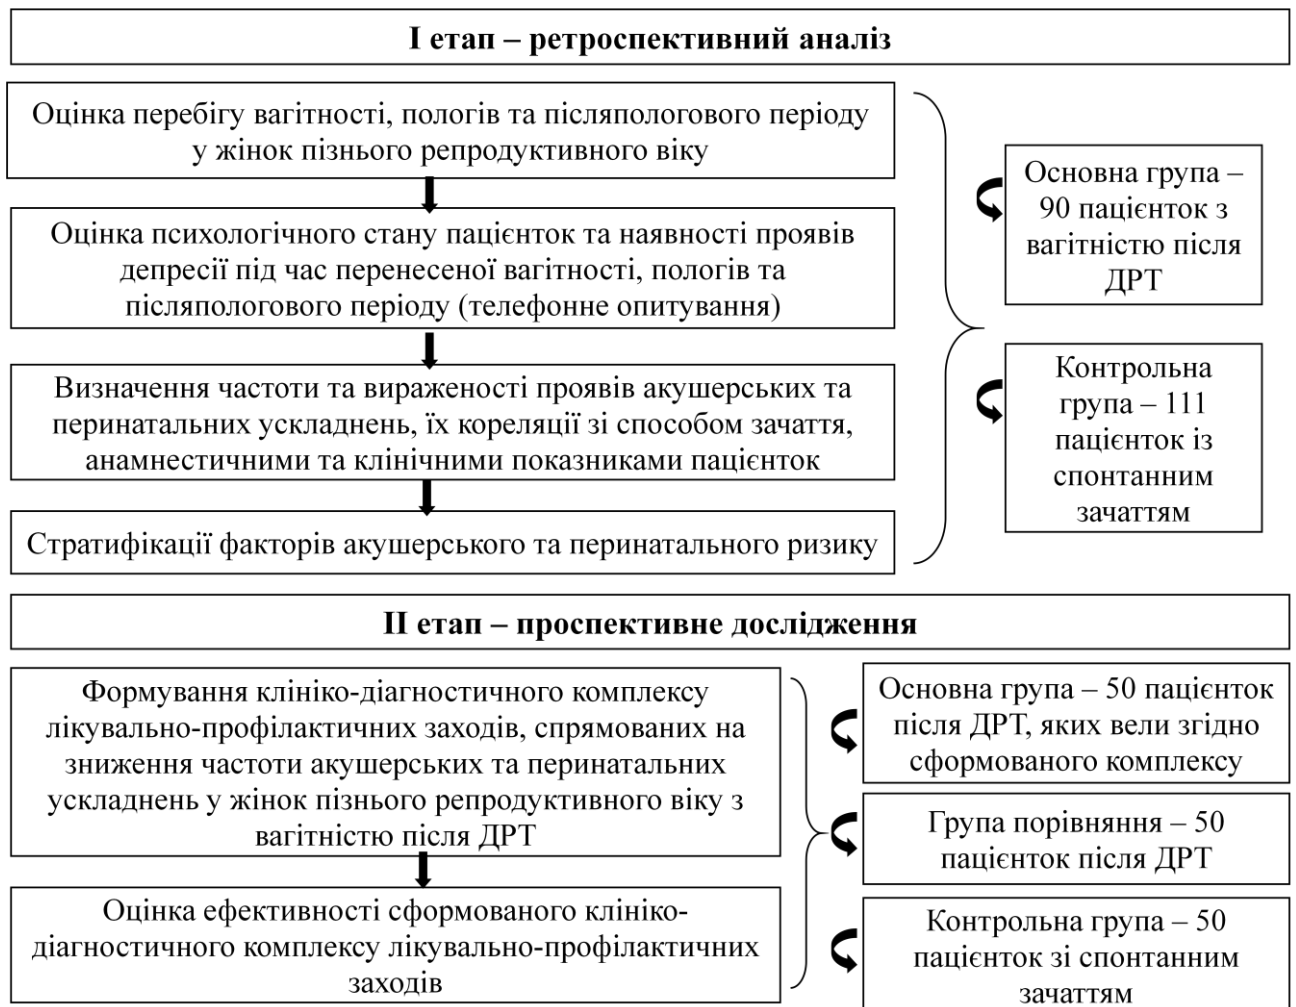 I етап – ретроспективний аналіз
Оцінка перебігу вагітності, пологів та післяпологового періоду
у жінок пізнього репродуктивного віку
Оцінка психологічного стану пацієнток та наявності проявів
депресії під час перенесеної вагітності, пологів та
післяпологового періоду (телефонне опитування)
Визначення частоти та вираженості проявів акушерських та
перинатальних ускладнень, їх кореляції зі способом зачаття,
анамнестичними та клінічними показниками пацієнток
Стратифікації факторів акушерського та перинатального ризику
Основна група –
90 пацієнток з
вагітністю після
ДРТ
Контрольна
група – 111
пацієнток із
спонтанним
зачаттям
II етап – проспективне дослідження
Формування клініко-діагностичного комплексу
лікувально-профілактичних заходів, спрямованих на
зниження частоти акушерських та перинатальних
ускладнень у жінок пізнього репродуктивного віку з
вагітністю після ДРТ
Оцінка ефективності сформованого клініко-
діагностичного комплексу лікувально-профілактичних
заходів
Основна група – 50 пацієнток
після ДРТ, яких вели згідно
сформованого комплексу
Група порівняння – 50
пацієнток після ДРТ
Контрольна група – 50
пацієнток зі спонтанним
зачаттям